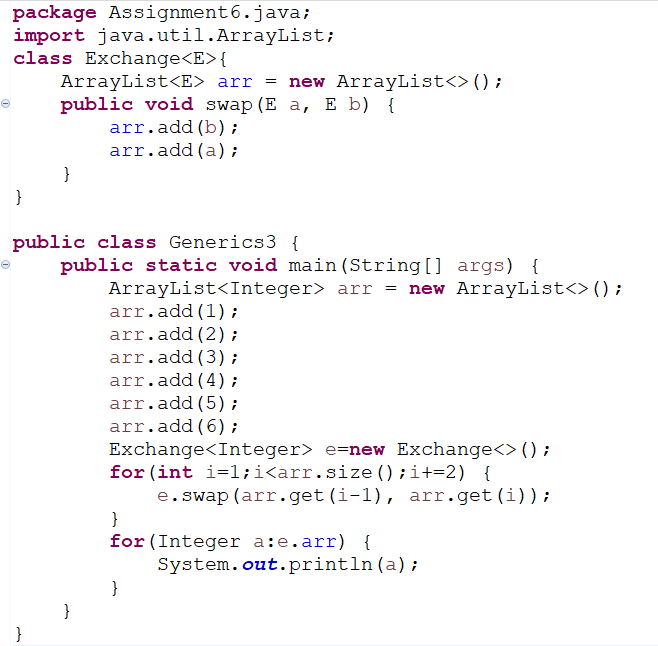 package Assignment6.java;
import java.util.ArrayList;
class Exchange<E>{
    ArrayList<E> arr = new ArrayList<>();
    public void swap(E a, E b) {
        arr.add(b);
        arr.add(a);
    }
}

public class Generics3 {
    public static void main(String[] args) {
        ArrayList<Integer> arr = new ArrayList<>();
        arr.add(1);
        arr.add(2);
        arr.add(3);
        arr.add(4);
        arr.add(5);
        arr.add(6);
        Exchange<Integer> e=new Exchange<>();
        for(int i=1;i<arr.size();i+=2) {
            e.swap(arr.get(i-1), arr.get(i));
        }
        for(Integer a:e.arr) {
            System.out.println(a);
        }
    }
}